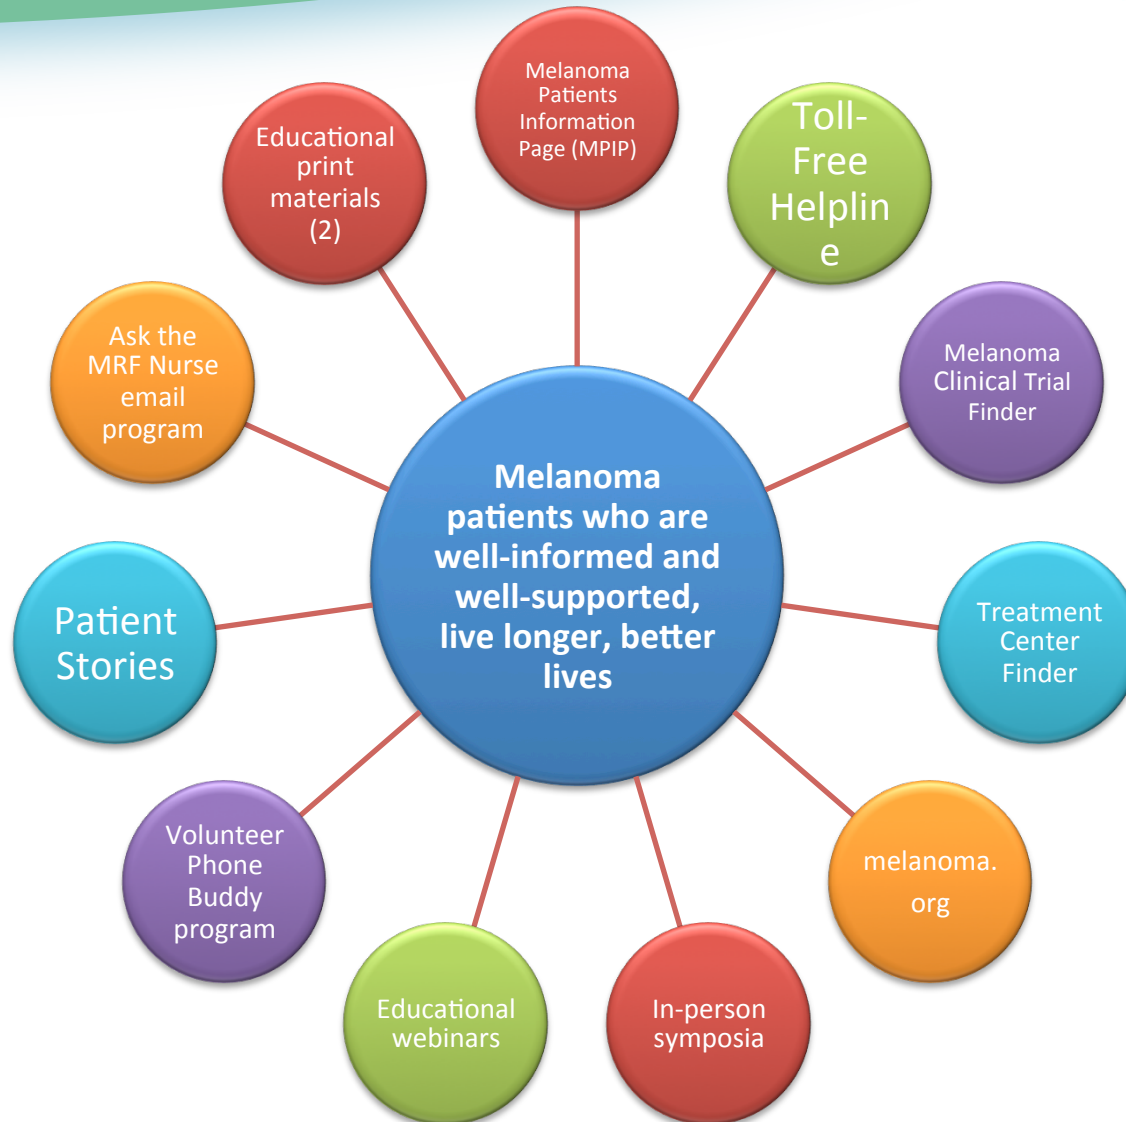 Melanoma
Patients
Information
Page (MPIP)
Toll-
Free
Helplin
e
Melanoma
Clinical Trial
Finder
Treatment
Center
Finder
melanoma.
org
In-person
symposia
Educational
webinars
Volunteer
Phone
Buddy
program
Patient
Stories
Ask the
MRF Nurse
email
program
Educational
print
materials
(2)
Melanoma
patients who are
well-informed and
well-supported,
live longer, better
lives